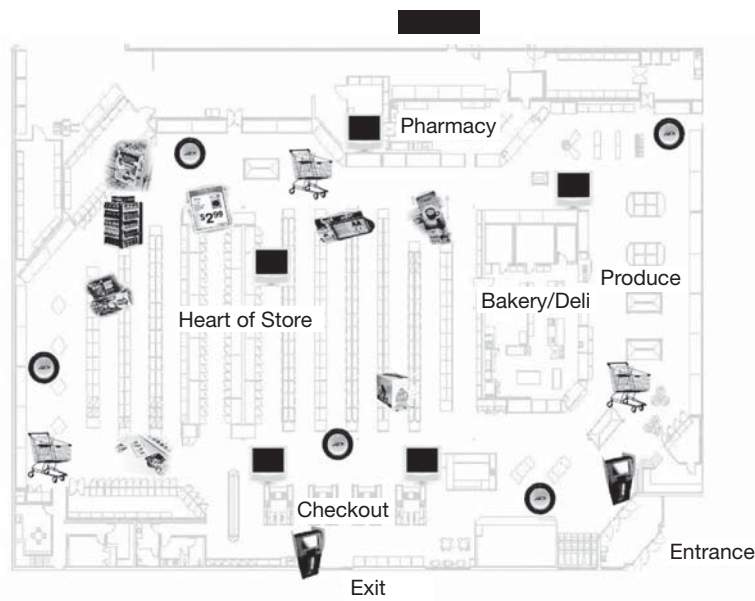 Pharmacy
$2.99
Produce
Bakery/Deli
Heart of Store
Checkout
Entrance
Exit